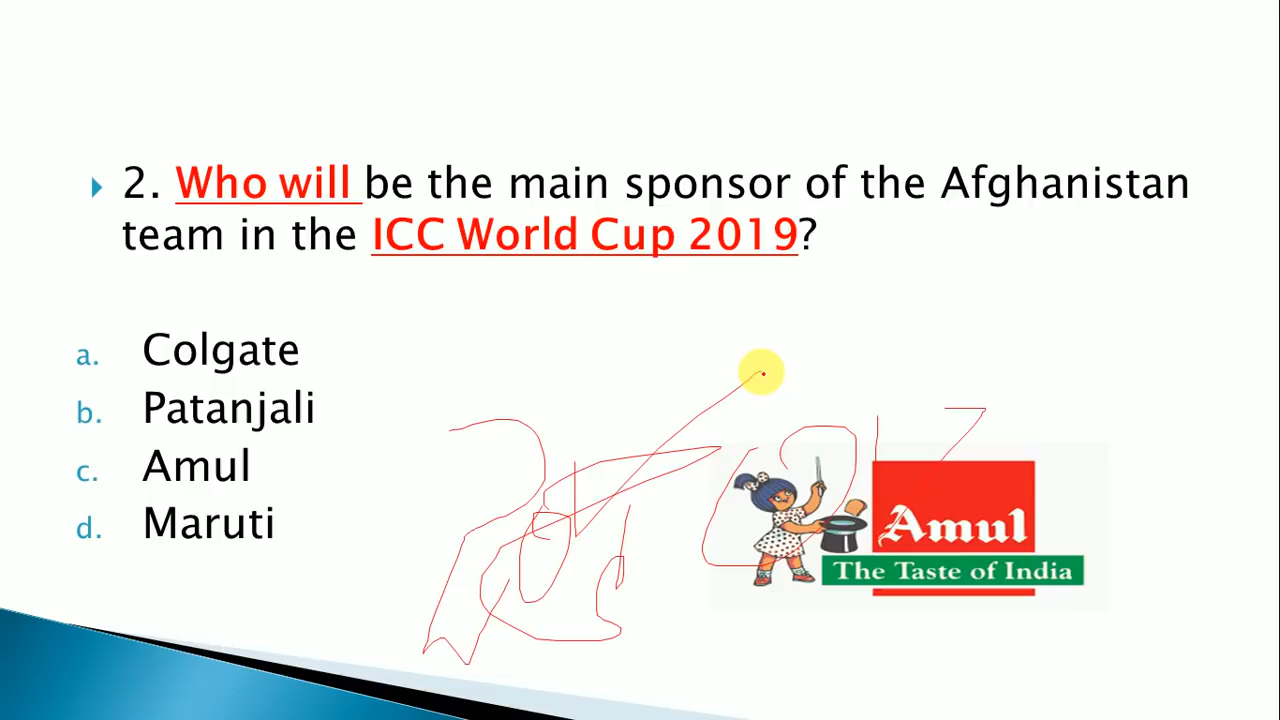 2. Who will be the main sponsor of the Afghanistan
team in the ICC World Cup 2019?
a. Colgate
b. Patanjali
c. Amul
d. Maruti
Amul
The Taste of India